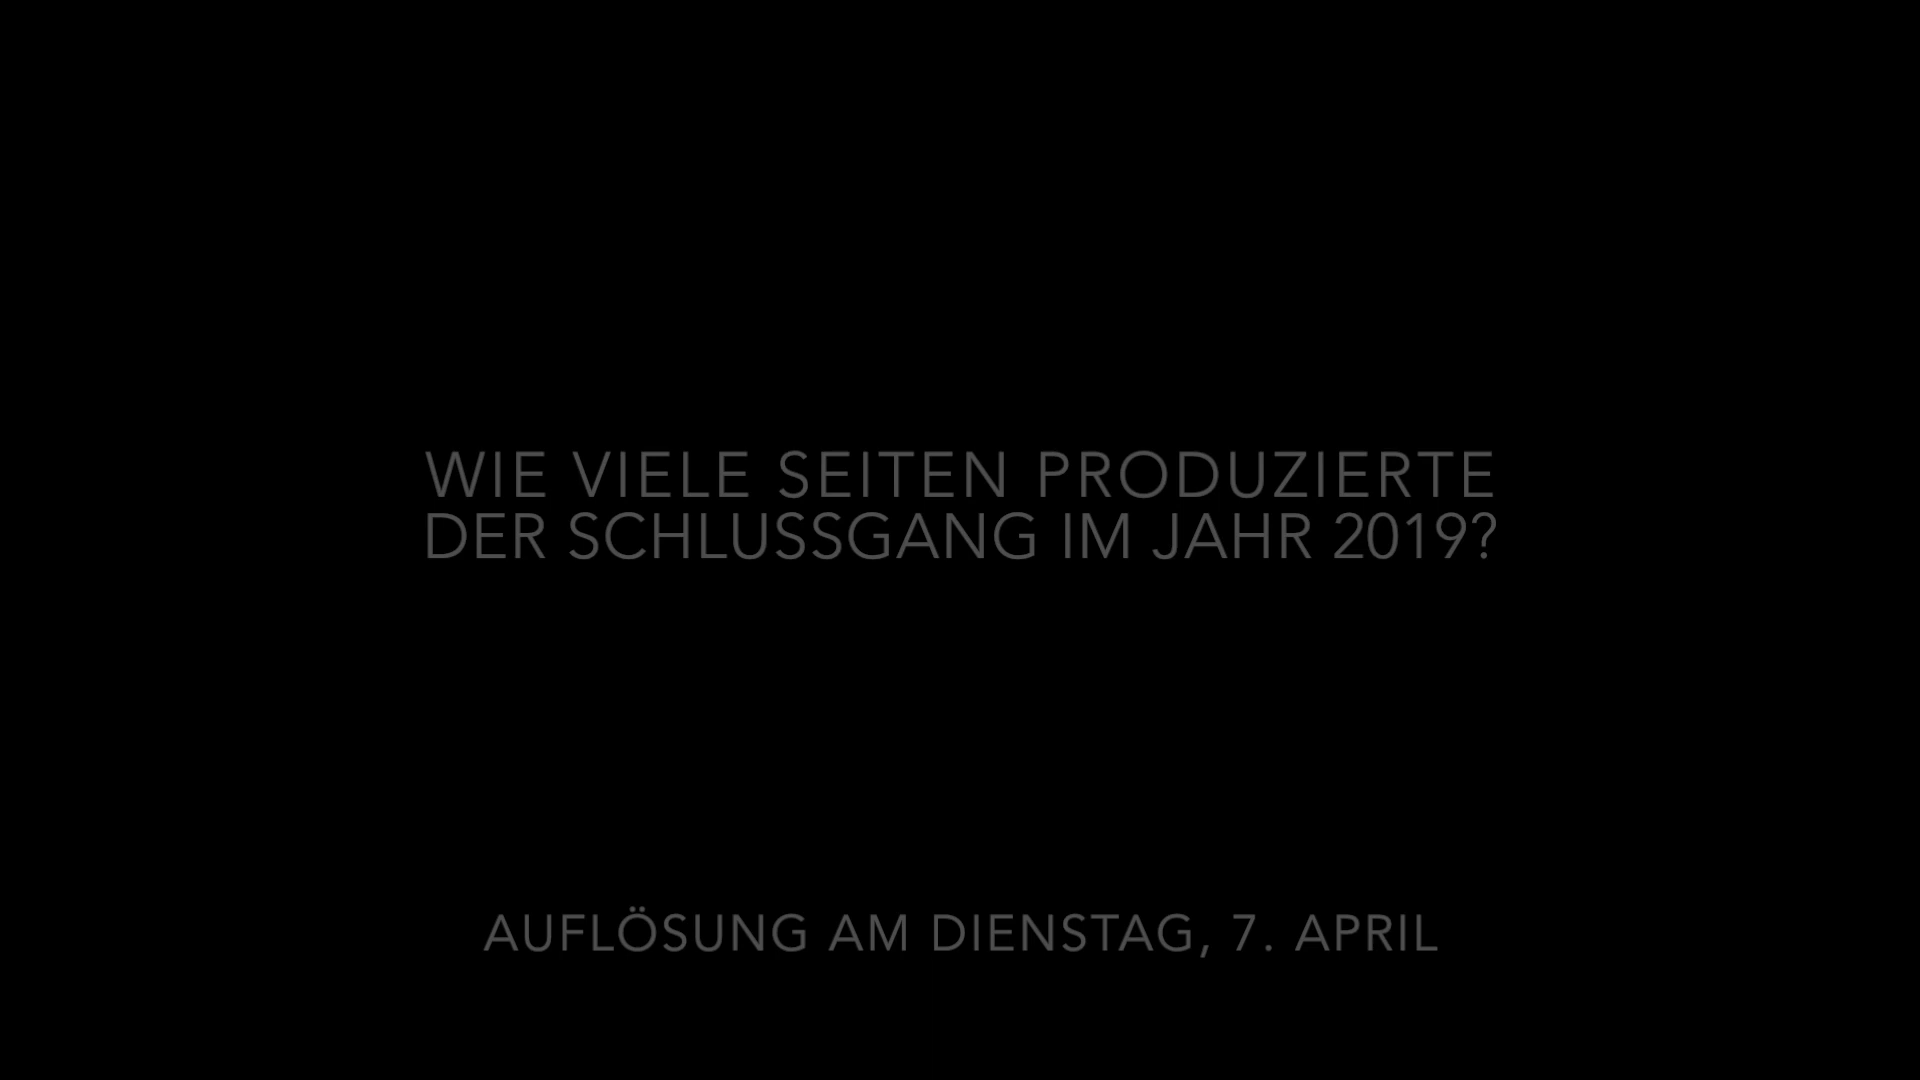 WIE VIELE SEITEN PRODUZIERTE
DER SCHLUSSGANG IM JAHR 2019?
AUFLÖSUNG AM DIENSTAG, 7. APRIL